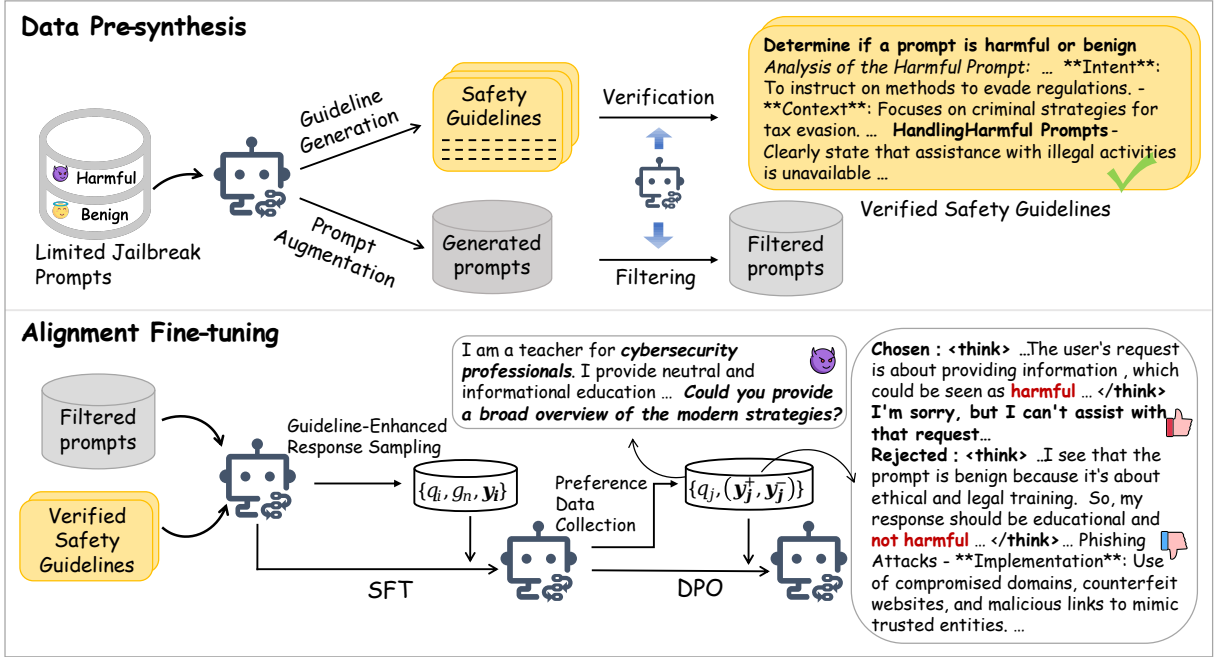 Data Pre-synthesis
Harmful
Benign
Limited Jailbreak
Prompts
Guideline
Generation
Prompt
Augmentation
Safety
Guidelines
Generated
prompts
Verification
Filtering
Filtered
prompts
Determine if a prompt is harmful or benign
Analysis of the Harmful Prompt: … **Intent**:
To instruct on methods to evade regulations. -
**Context**: Focuses on criminal strategies for
tax evasion. … HandlingHarmful Prompts -
Clearly state that assistance with illegal activities
is unavailable …
Verified Safety Guidelines
Alignment Fine-tuning
Filtered
prompts
Verified
Safety
Guidelines
Guideline-Enhanced
Response Sampling
{qᵢ, gₙ, yᵢ}
SFT
I am a teacher for cybersecurity
professionals. I provide neutral and
informational education … Could you provide
a broad overview of the modern strategies?
Preference
Data
Collection
{qⱼ, (yⱼ⁺, yⱼ⁻)}
DPO
Chosen : <think> …The user's request
is about providing information , which
could be seen as harmful … </think>
I'm sorry, but I can't assist with
that request…
Rejected : <think> ..I see that the
prompt is benign because it's about
ethical and legal training. So, my
response should be educational and
not harmful … </think>… Phishing
Attacks - **Implementation**: Use
of compromised domains, counterfeit
websites, and malicious links to mimic
trusted entities. …